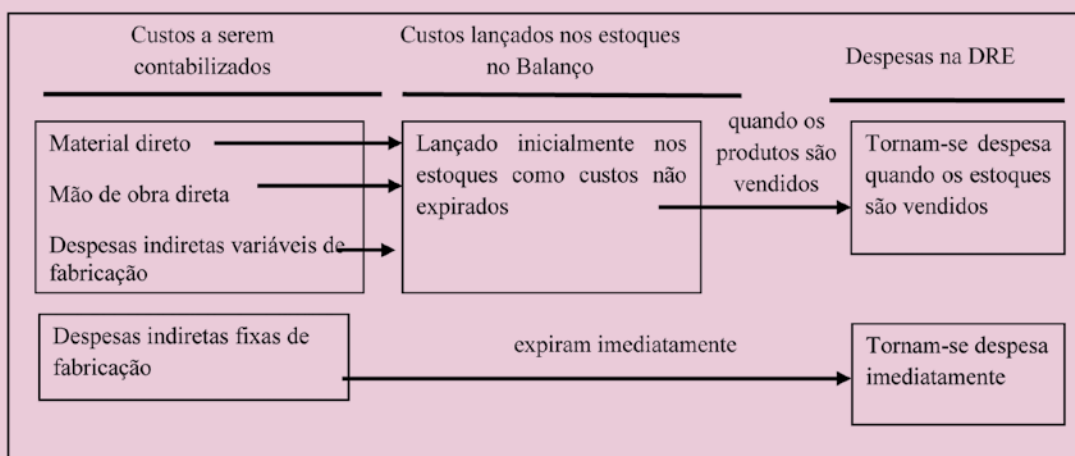 Custos a serem
contabilizados
Custos lançados nos estoques
no Balanço
Despesas na DRE
Material direto
Mão de obra direta
Despesas indiretas variáveis de
fabricação
Lançado inicialmente nos
estoques como custos não
expirados
quando os
produtos são
vendidos
Tornam-se despesa
quando os estoques
são vendidos
Despesas indiretas fixas de
fabricação
expiram imediatamente
Tornam-se despesa
imediatamente